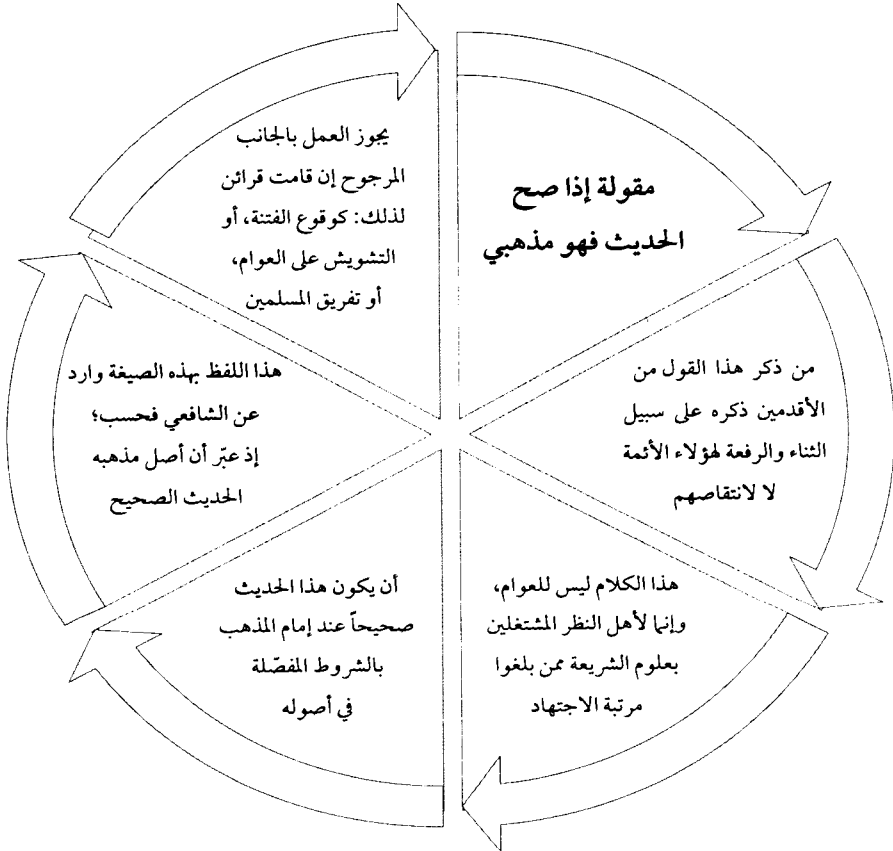 مقولة إذا صح
الحديث فهو مذهبي
من ذكر هذا القول من
الأقدمين ذكره على سبيل
الثناء والرفعة لهؤلاء الأئمة
لا لانتقاصهم
هذا الكلام ليس للعوام،
وإنما لأهل النظر المشتغلين
بعلوم الشريعة ممن بلغوا
مرتبة الاجتهاد
أن يكون هذا الحديث
صحيحاً عند إمام المذهب
بالشروط المفصّلة
في أصوله
هذا اللفظ بهذه الصيغة وارد
عن الشافعي فحسب؛
إذ عبّر أن أصل مذهبه
الحديث الصحيح
يجوز العمل بالجانب
المرجوح إن قامت قرائن
لذلك: كوقوع الفتنة، أو
التشويش على العوام،
أو تفريق المسلمين